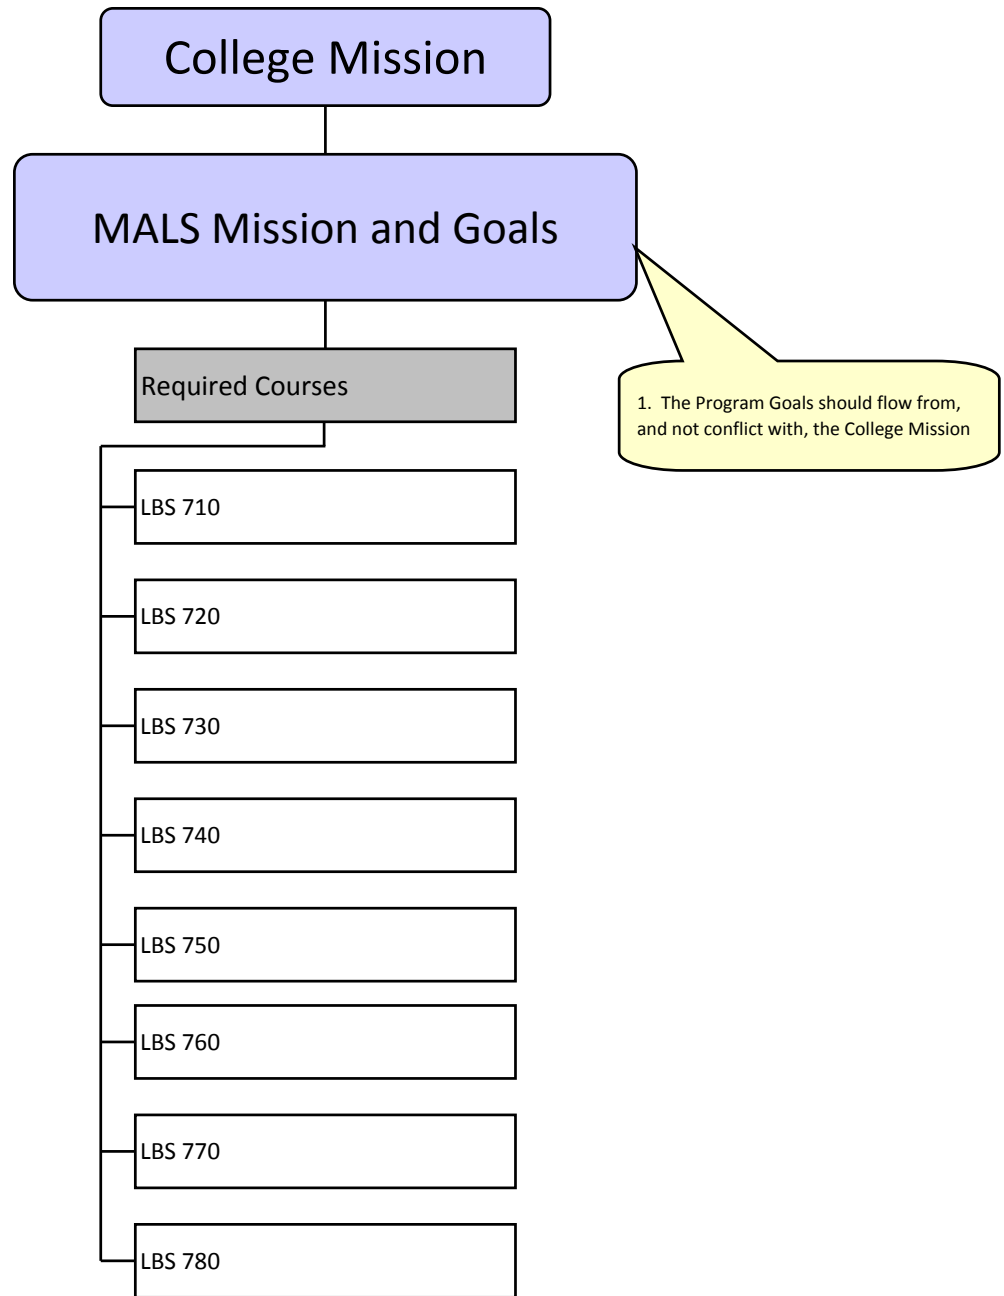 College Mission
MALS Mission and Goals
Required Courses
1. The Program Goals should flow from,
and not conflict with, the College Mission
LBS 710
LBS 720
LBS 730
LBS 740
LBS 750
LBS 760
LBS 770
LBS 780